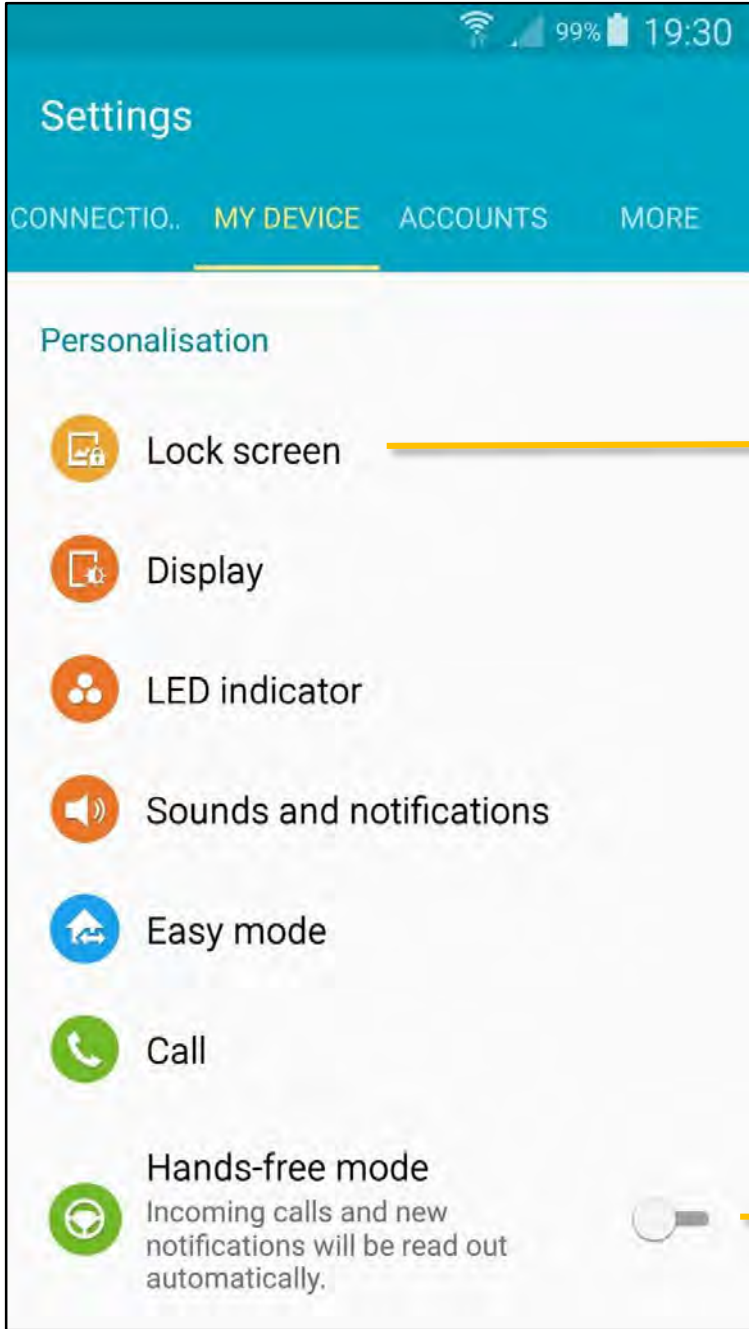 99% 19:30
Settings
CONNECTIO.. MY DEVICE ACCOUNTS MORE
Personalisation
Lock screen
Display
LED indicator
Sounds and notifications
Easy mode
Call
Hands-free mode
Incoming calls and new
notifications will be read out
automatically.